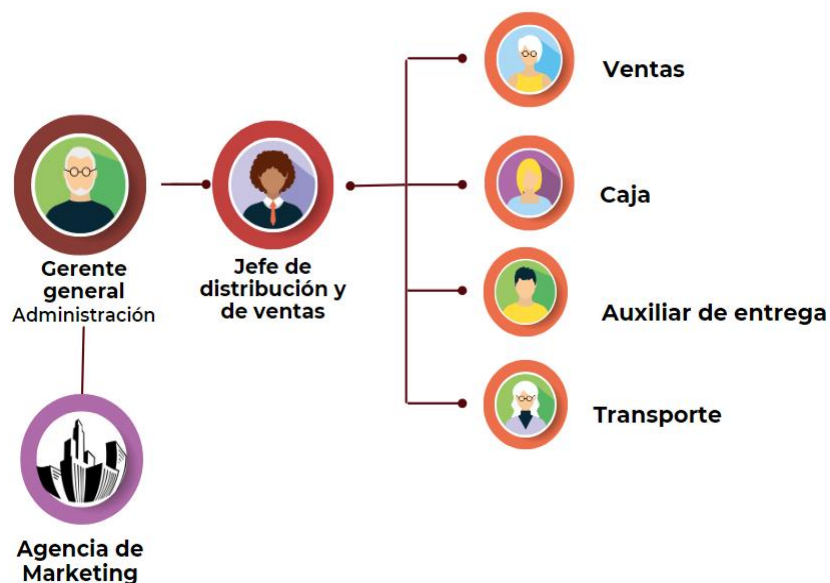 Gerente
general
Administración
Agencia de
Marketing
Jefe de
distribución y
de ventas
Ventas
Caja
Auxiliar de entrega
Transporte